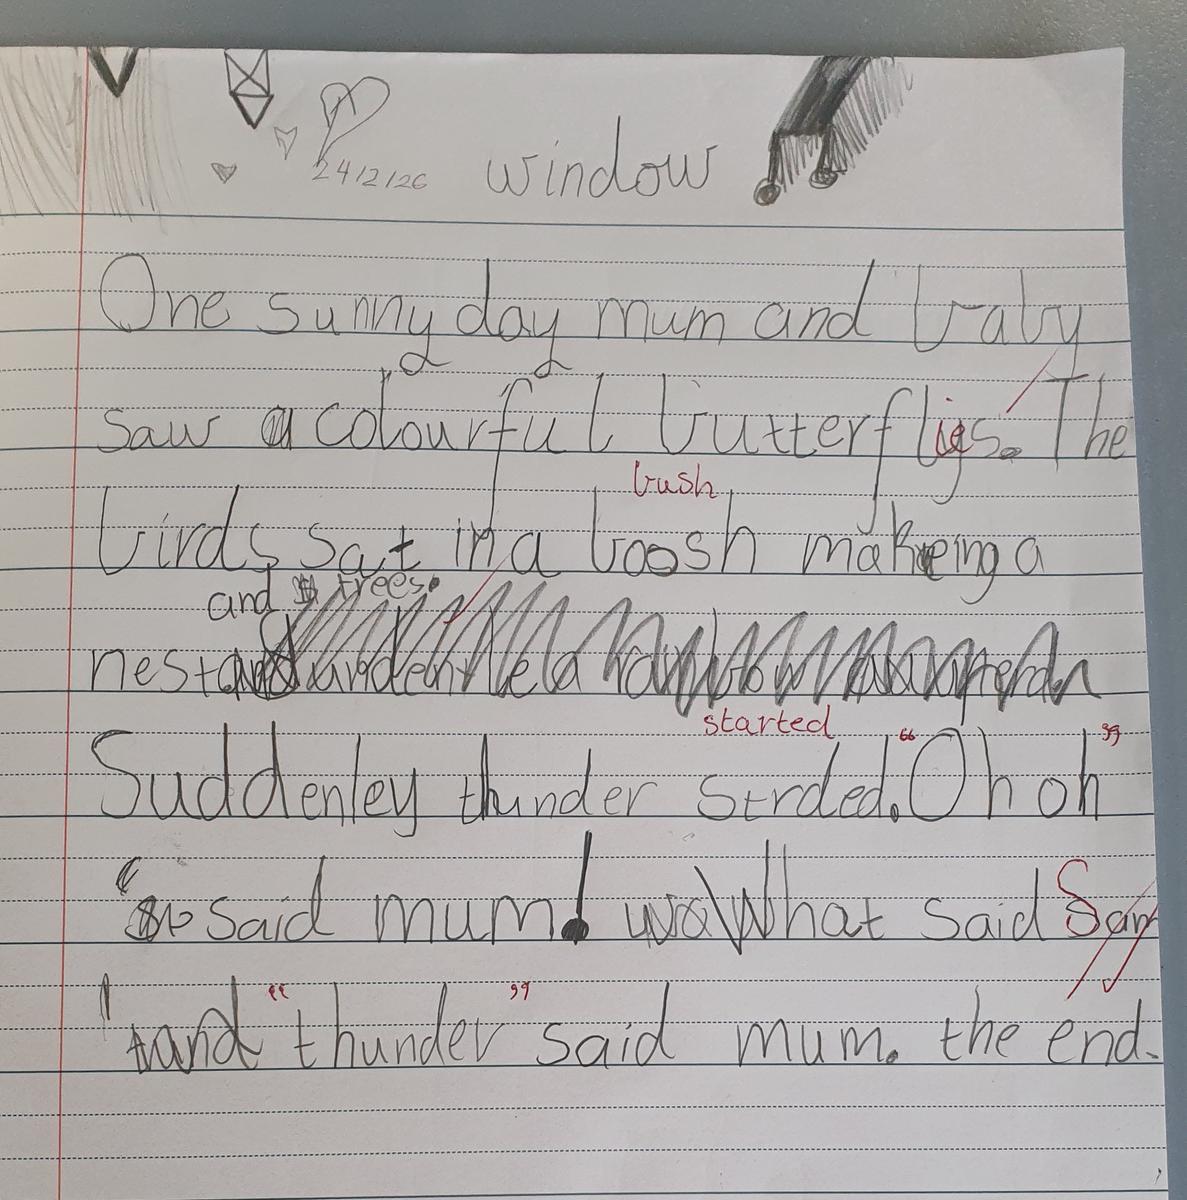 24/2/26 window
One sunny day mum and baby
saw a colourful butterflies. The
bush
birds sat in a boosh makeing a
and trees.
nest
started
Suddenley thunder strded. "Oh oh"
said mum! What said Sam
and "thunder" said mum. the end.